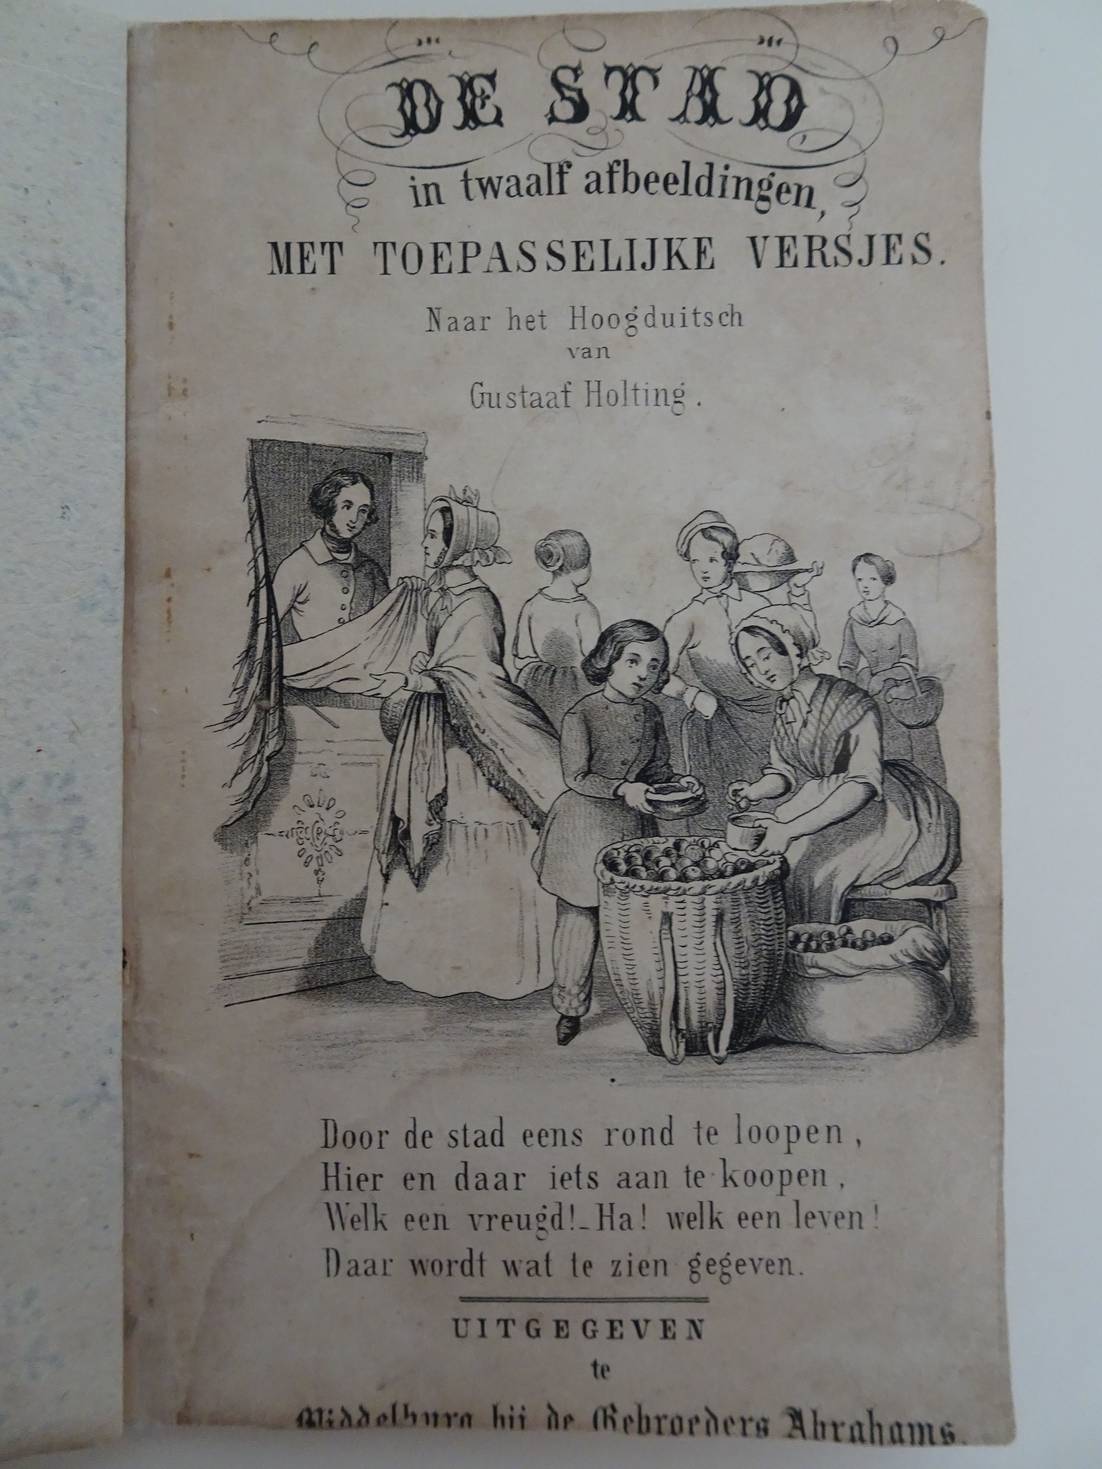 DE STAD,
in twaalf afbeeldingen,
MET TOEPASSELIJKE VERSJES.
Naar het Hoogduitsch
van
Gustaaf Holting.
Door de stad eens rond te loopen,
Hier en daar iets aan te koopen,
Welk een vreugd!_ Ha! welk een leven!
Daar wordt wat te zien gegeven.
UITGEGEVEN
te
Middelburg bij de Gebroeders Abrahams.